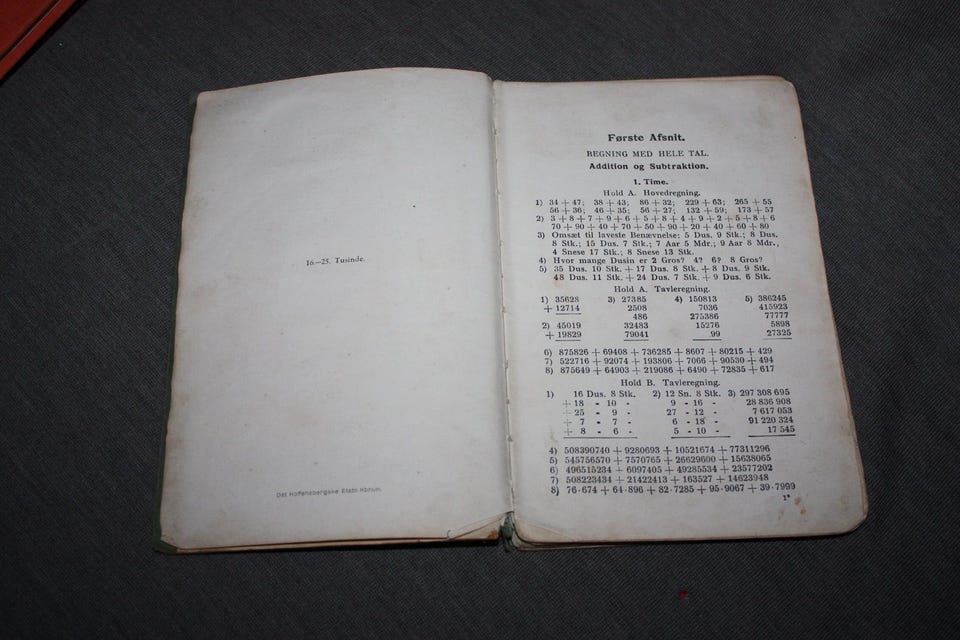 16.—25. Tusinde.
Det Hoffensbergske Etabl. Kbhvn.
Første Afsnit.
REGNING MED HELE TAL.
Addition og Subtraktion.
1. Time.
Hold A. Hovedregning.
1) 34 + 47; 38 + 43; 86 + 32; 229 + 63; 265 + 55
56 + 36; 46 + 35; 56 + 27; 132 + 59; 173 + 57
2) 3 + 8 + 7 + 9 + 6 + 5 + 8 + 4 + 9 + 2 + 5 + 8 + 6
70 + 90 + 40 + 70 + 50 + 90 + 20 + 40 + 60 + 80
3) Omsæt til laveste Benævnelse: 5 Dus. 9 Stk.; 8 Dus.
8 Stk.; 15 Dus. 7 Stk.; 7 Aar 5 Mdr.; 9 Aar 8 Mdr.,
4 Snese 17 Stk.; 8 Snese 13 Stk.
4) Hvor mange Dusin er 2 Gros? 4? 6? 8 Gros?
5) 35 Dus. 10 Stk. + 17 Dus. 8 Stk. + 8 Dus. 9 Stk.
48 Dus. 11 Stk. + 24 Dus. 7 Stk. + 9 Dus. 6 Stk.
Hold A. Tavleregning.
1) 35628 3) 27385 4) 150813 5) 386245
+ 12714 2508 7036 415923
486 275386 77777
2) 45019 32483 15276 5898
+ 19829 79041 99 27325
6) 875826 + 69408 + 736285 + 8607 + 80215 + 429
7) 522716 + 92074 + 193806 + 7066 + 90530 + 494
8) 875649 + 64903 + 219086 + 6490 + 72835 + 617
Hold B. Tavleregning.
1) 16 Dus. 8 Stk. 2) 12 Sn. 8 Stk. 3) 297 308 695
+ 18 - 10 - 9 - 16 - 28 836 908
+ 25 - 9 - 27 - 12 - 7 617 053
+ 7 - 7 - 6 - 18 - 91 220 324
+ 8 - 6 - 5 - 10 - 17 545
4) 508390740 + 9280693 + 10521674 + 77311296
5) 545756570 + 7570765 + 26629600 + 15638065
6) 496515234 + 6097405 + 49285534 + 23577202
7) 508223434 + 21422413 + 163527 + 14623948
8) 76·674 + 64·896 + 82·7285 + 95·9067 + 39·7999
1*